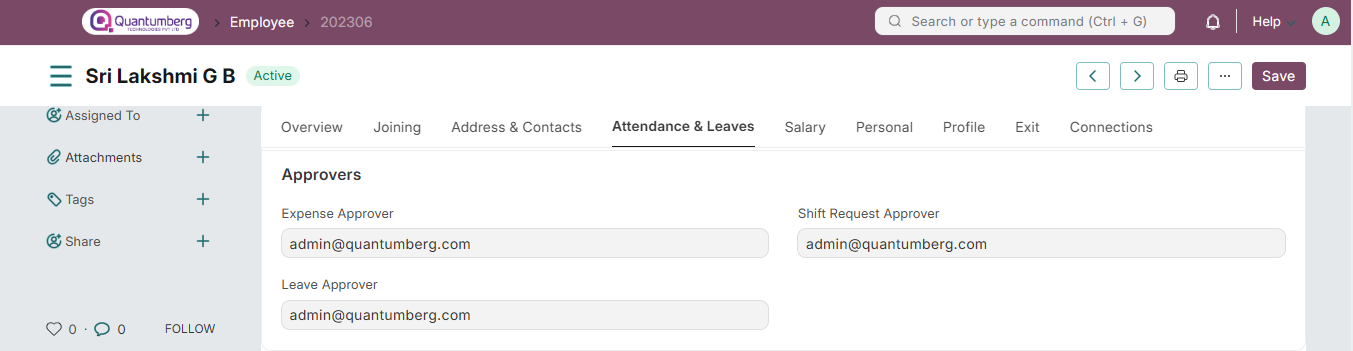 Quantumberg
TECHNOLOGIES PVT LTD
Employee
202306
Search or type a command (Ctrl + G)
Help
A
Sri Lakshmi G B
Active
···
Save
Assigned To
Attachments
Tags
Share
0 · 0
FOLLOW
Overview
Joining
Address & Contacts
Attendance & Leaves
Salary
Personal
Profile
Exit
Connections
Approvers
Expense Approver
admin@quantumberg.com
Shift Request Approver
admin@quantumberg.com
Leave Approver
admin@quantumberg.com